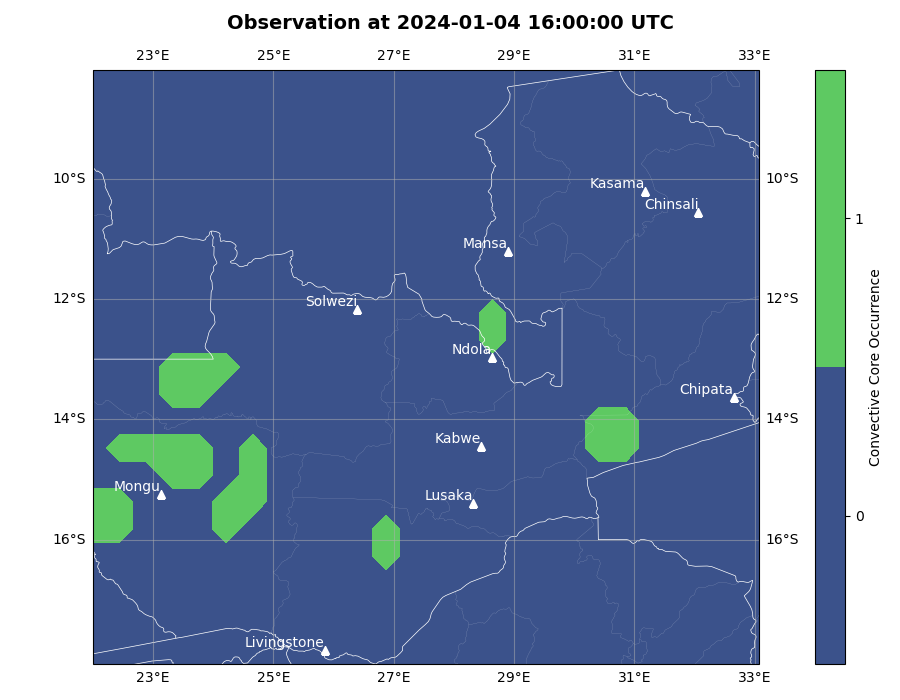 Observation at 2024-01-04 16:00:00 UTC
23°E 25°E 27°E 29°E 31°E 33°E
10°S 10°S
Kasama
Chinsali
Mansa
12°S 12°S
Solwezi
Ndola
Chipata
14°S 14°S
Kabwe
Mongu
Lusaka
16°S 16°S
Livingstone
23°E 25°E 27°E 29°E 31°E 33°E
1
0
Convective Core Occurrence